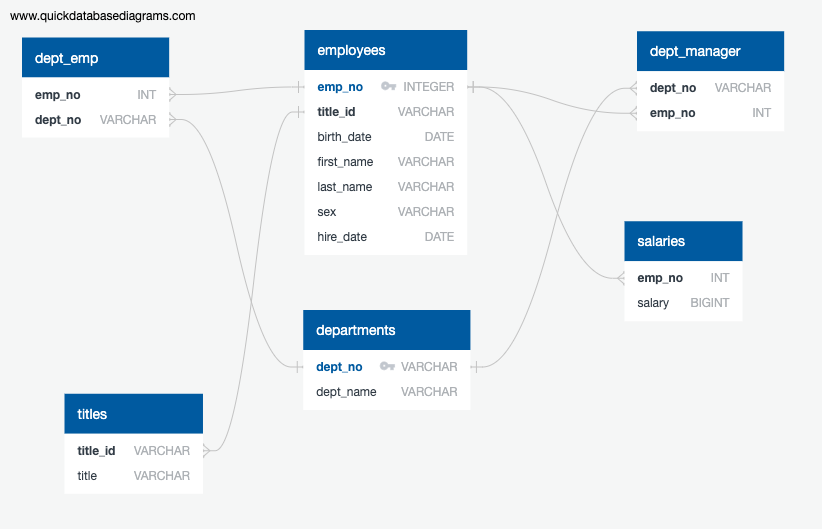 www.quickdatabasediagrams.com
dept_emp
emp_no INT
dept_no VARCHAR
employees
emp_no INTEGER
title_id VARCHAR
birth_date DATE
first_name VARCHAR
last_name VARCHAR
sex VARCHAR
hire_date DATE
dept_manager
dept_no VARCHAR
emp_no INT
salaries
emp_no INT
salary BIGINT
departments
dept_no VARCHAR
dept_name VARCHAR
titles
title_id VARCHAR
title VARCHAR